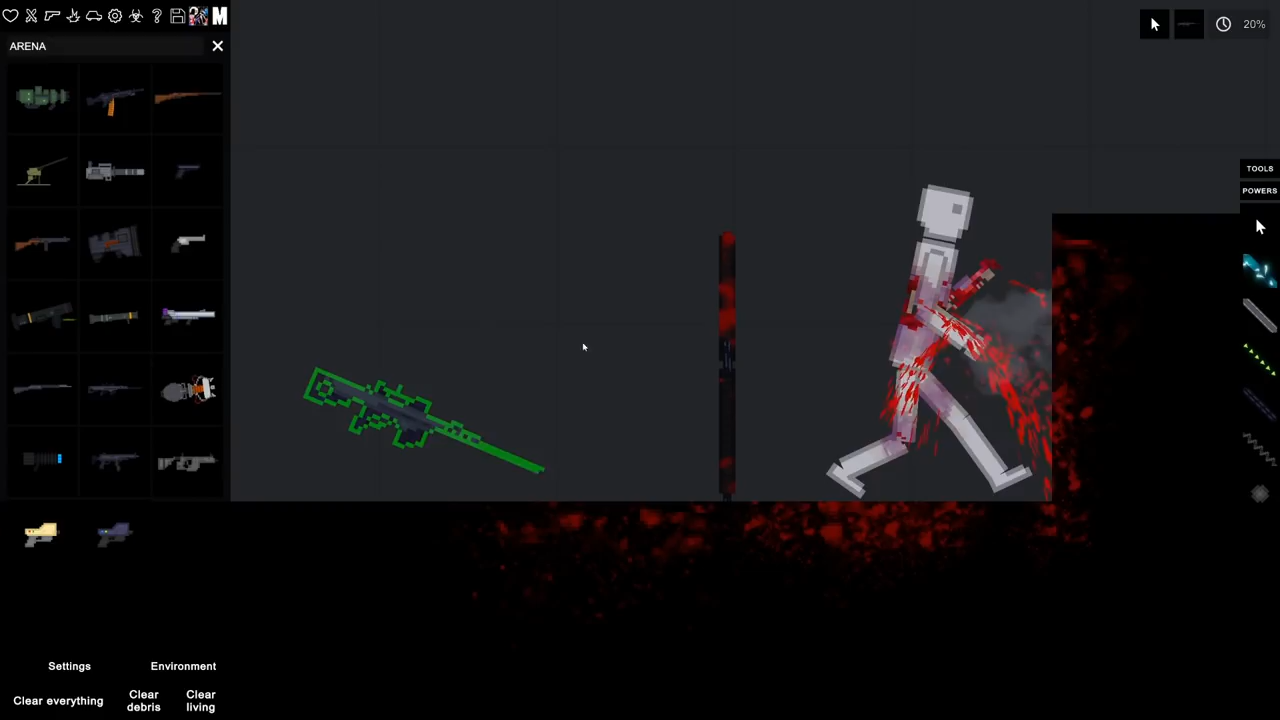 M
20%
ARENA
TOOLS
POWERS
Settings
Environment
Clear everything
Clear debris
Clear living